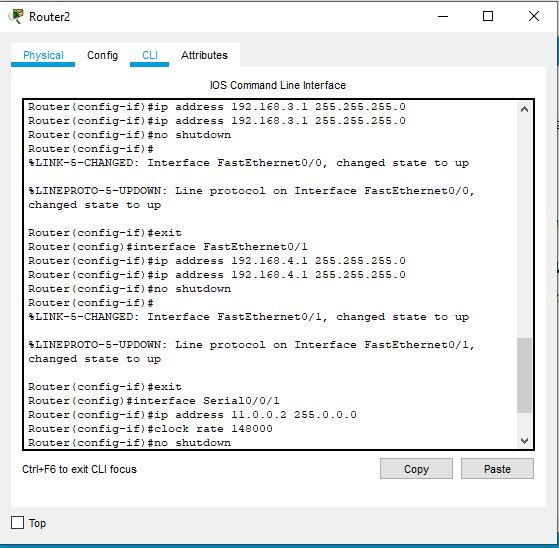 Router2
Physical Config CLI Attributes
IOS Command Line Interface
Router(config-if)#ip address 192.168.3.1 255.255.255.0
Router(config-if)#ip address 192.168.3.1 255.255.255.0
Router(config-if)#no shutdown
Router(config-if)#
%LINK-5-CHANGED: Interface FastEthernet0/0, changed state to up
%LINEPROTO-5-UPDOWN: Line protocol on Interface FastEthernet0/0,
changed state to up
Router(config-if)#exit
Router(config)#interface FastEthernet0/1
Router(config-if)#ip address 192.168.4.1 255.255.255.0
Router(config-if)#ip address 192.168.4.1 255.255.255.0
Router(config-if)#no shutdown
Router(config-if)#
%LINK-5-CHANGED: Interface FastEthernet0/1, changed state to up
%LINEPROTO-5-UPDOWN: Line protocol on Interface FastEthernet0/1,
changed state to up
Router(config-if)#exit
Router(config)#interface Serial0/0/1
Router(config-if)#ip address 11.0.0.2 255.0.0.0
Router(config-if)#clock rate 148000
Router(config-if)#no shutdown
Ctrl+F6 to exit CLI focus
Copy
Paste
Top